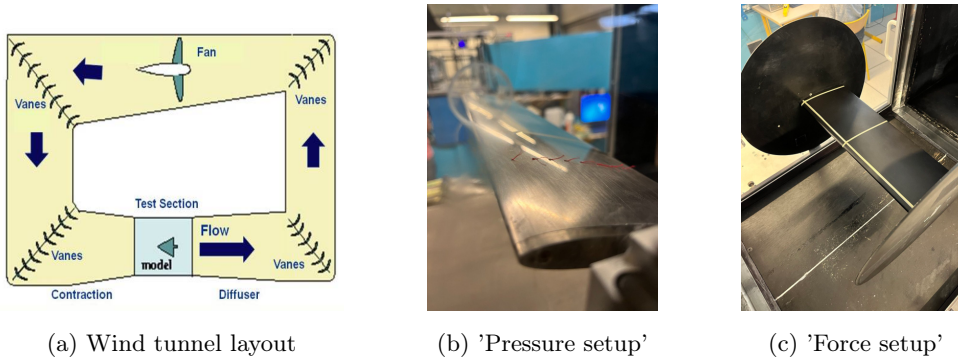 Fan
Vanes
Vanes
Test Section
Flow
model
Vanes
Vanes
Contraction
Diffuser
(a) Wind tunnel layout
(b) 'Pressure setup'
(c) 'Force setup'